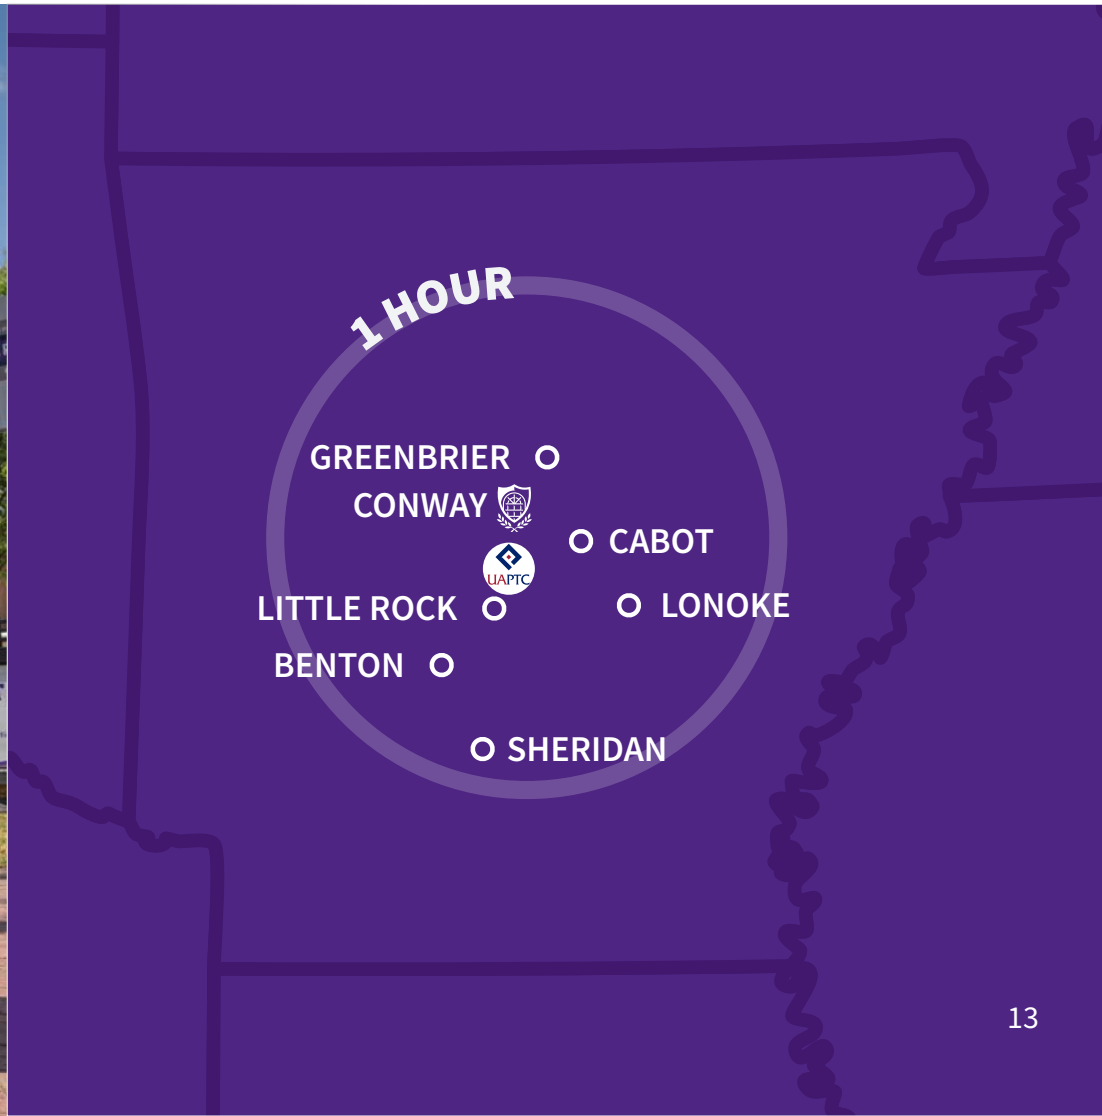 1 HOUR
GREENBRIER
CONWAY
CABOT
UAPTC
LITTLE ROCK
LONOKE
BENTON
SHERIDAN
13